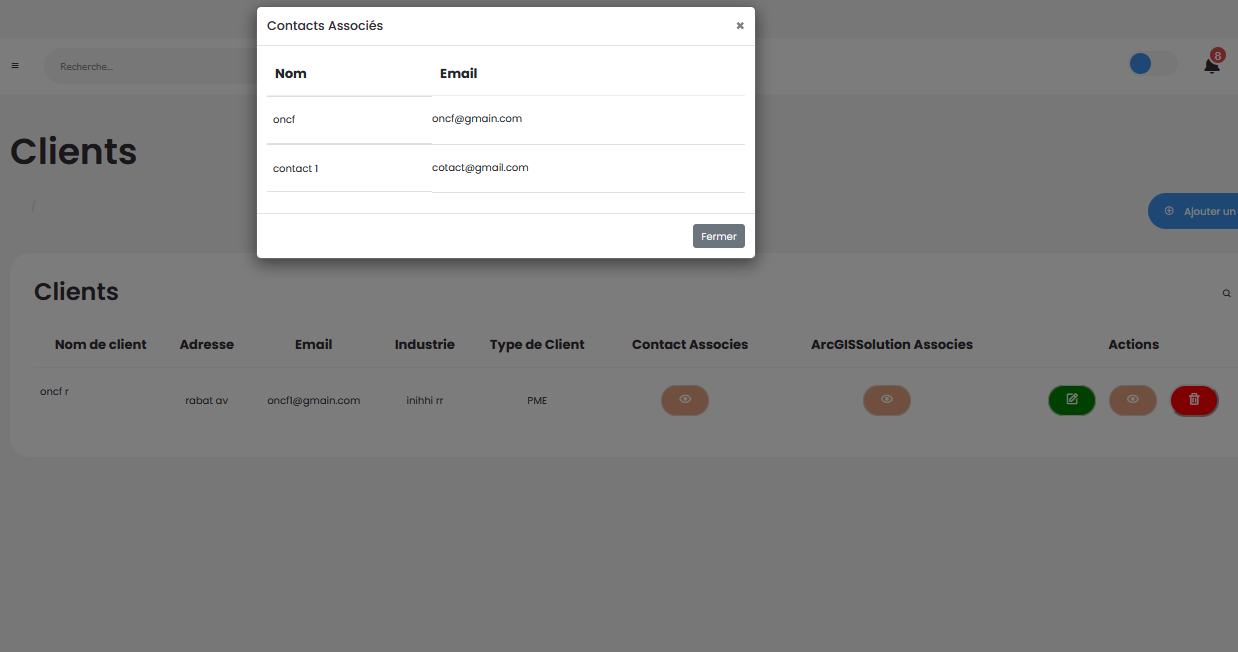 Contacts Associés ×
Nom Email
oncf oncf@gmain.com
contact 1 cotact@gmail.com
Fermer
Recherche...
8
Clients
/
Ajouter un
Clients
Nom de client Adresse Email Industrie Type de Client Contact Associes ArcGISSolution Associes Actions
oncf r rabat av oncf1@gmain.com inihhi rr PME